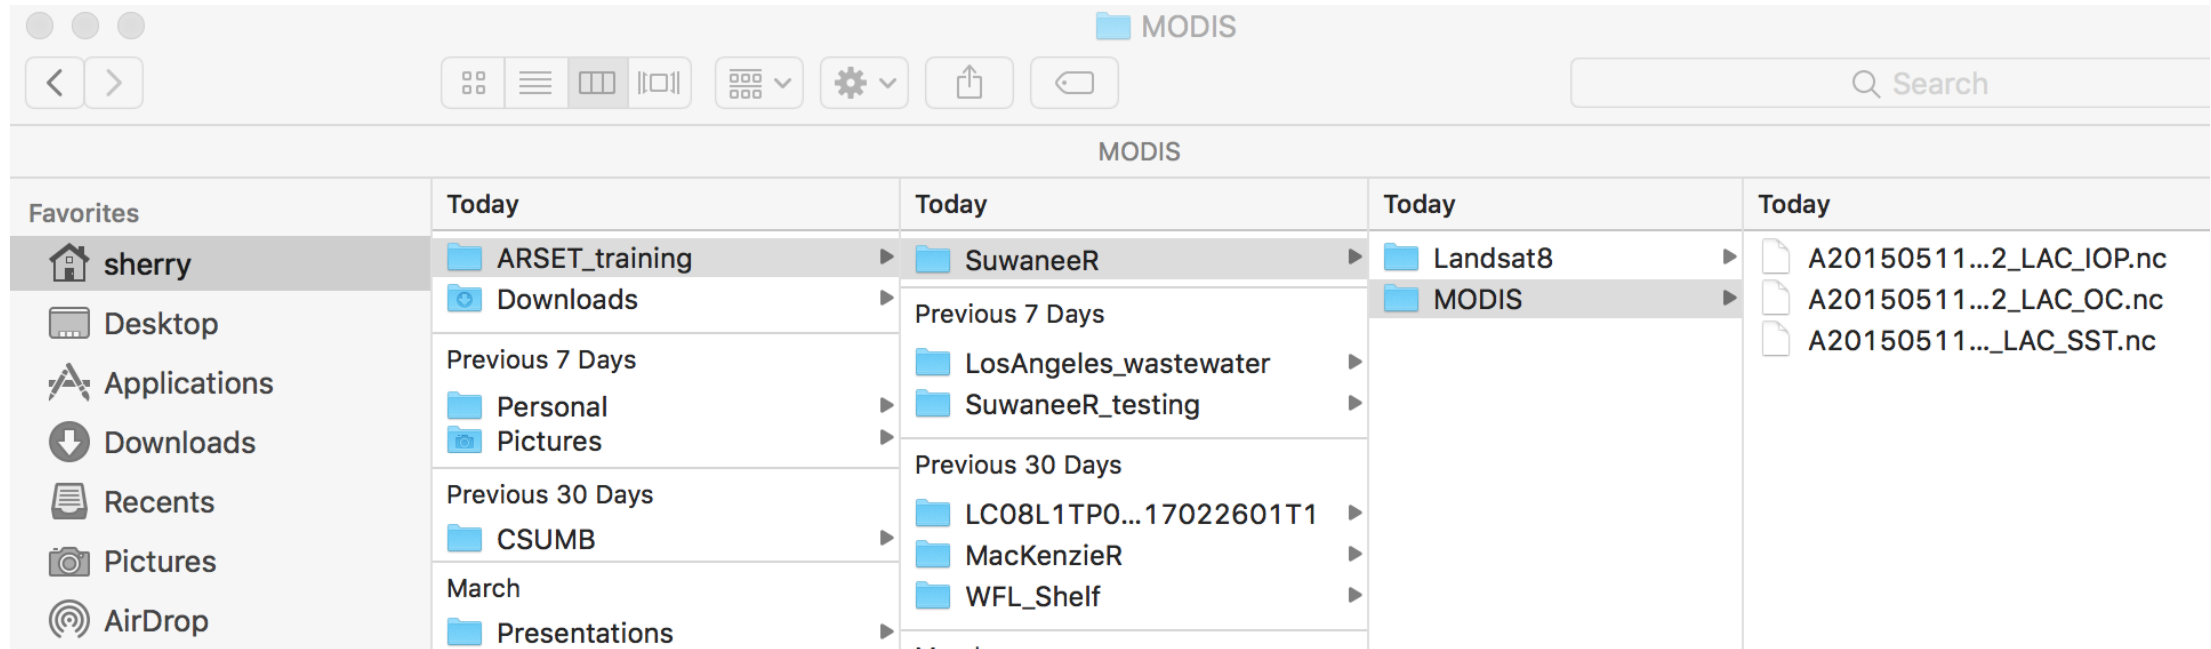 MODIS
Search
MODIS
Favorites
sherry
Desktop
Applications
Downloads
Recents
Pictures
AirDrop
Today
ARSET_training
Downloads
Previous 7 Days
Personal
Pictures
Previous 30 Days
CSUMB
March
Presentations
Today
SuwaneeR
Previous 7 Days
LosAngeles_wastewater
SuwaneeR_testing
Previous 30 Days
LC08L1TP0...17022601T1
MacKenzieR
WFL_Shelf
Today
Landsat8
MODIS
Today
A20150511...2_LAC_IOP.nc
A20150511...2_LAC_OC.nc
A20150511..._LAC_SST.nc